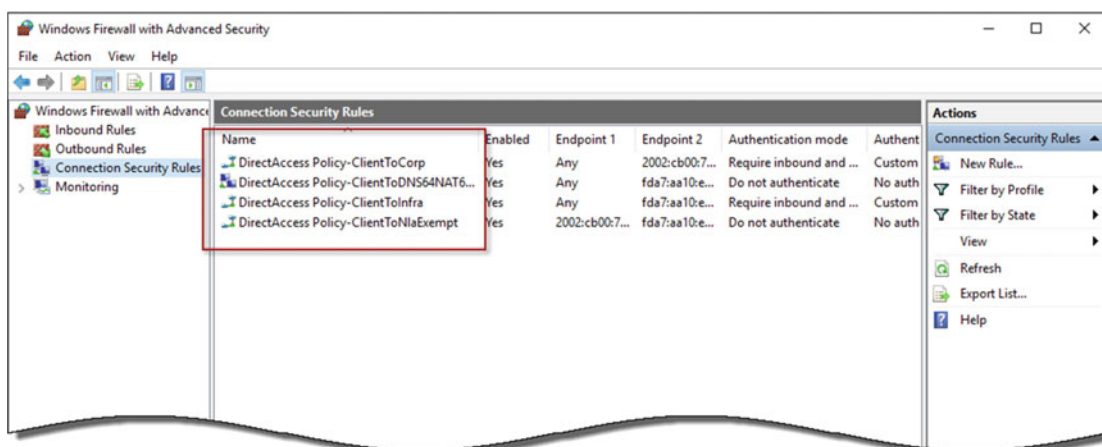 Windows Firewall with Advanced Security
File Action View Help
Windows Firewall with Advance
Inbound Rules
Outbound Rules
Connection Security Rules
Monitoring
Connection Security Rules
Name Enabled Endpoint 1 Endpoint 2 Authentication mode Authent
DirectAccess Policy-ClientToCorp Yes Any 2002:cb00:7... Require inbound and ... Custom
DirectAccess Policy-ClientToDNS64NAT6... Yes Any fda7:aa10:e... Do not authenticate No auth
DirectAccess Policy-ClientToInfra Yes Any fda7:aa10:e... Require inbound and ... Custom
DirectAccess Policy-ClientToNlaExempt Yes 2002:cb00:7... fda7:aa10:e... Do not authenticate No auth
Actions
Connection Security Rules
New Rule...
Filter by Profile
Filter by State
View
Refresh
Export List...
Help